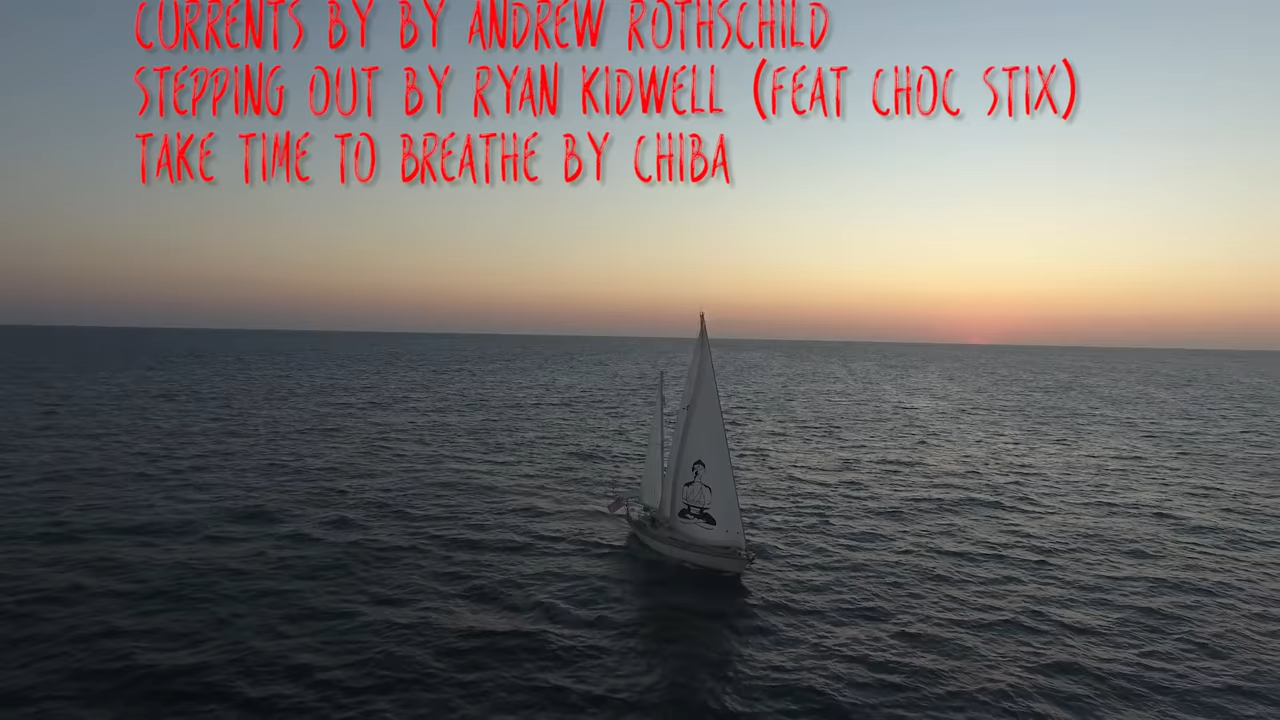 CURRENTS BY BY ANDREW ROTHSCHILD
STEPPING OUT BY RYAN KIDWELL (FEAT CHOC STIX)
TAKE TIME TO BREATHE BY CHIBA